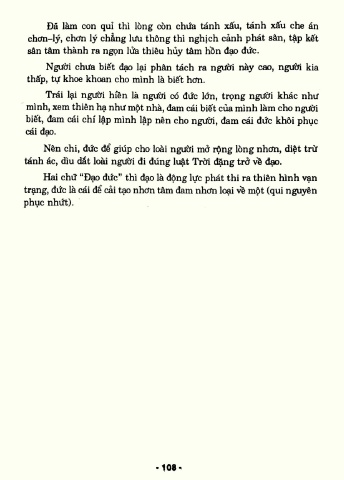 Đã làm con quỉ thì lòng còn chứa tánh xấu, tánh xấu che án
chơn-lý, chơn lý chẳng lưu thông thì nghịch cảnh phát sân, tập kết
sân tâm thành ra ngọn lửa thiêu hủy tâm hồn đạo đức.
Người chưa biết đạo lại phân tách ra người này cao, người kia
thấp, tự khoe khoan cho mình là biết hơn.
Trái lại người hiền là người có đức lớn, trọng người khác như
mình, xem thiên hạ như một nhà, đam cái biết của mình làm cho người
biết, đam cái chí lập mình lập nên cho người, đam cái đức khôi phục
cái đạo.
Nên chi, đức để giúp cho loài người mở rộng lòng nhơn, diệt trừ
tánh ác, dìu dắt loài người đi đúng luật Trời đặng trở về đạo.
Hai chữ “Đạo đức” thì đạo là động lực phát thi ra thiên hình vạn
trạng, đức là cái để cải tạo nhơn tâm đam nhơn loại về một (qui nguyên
phục nhứt).
- 108 -